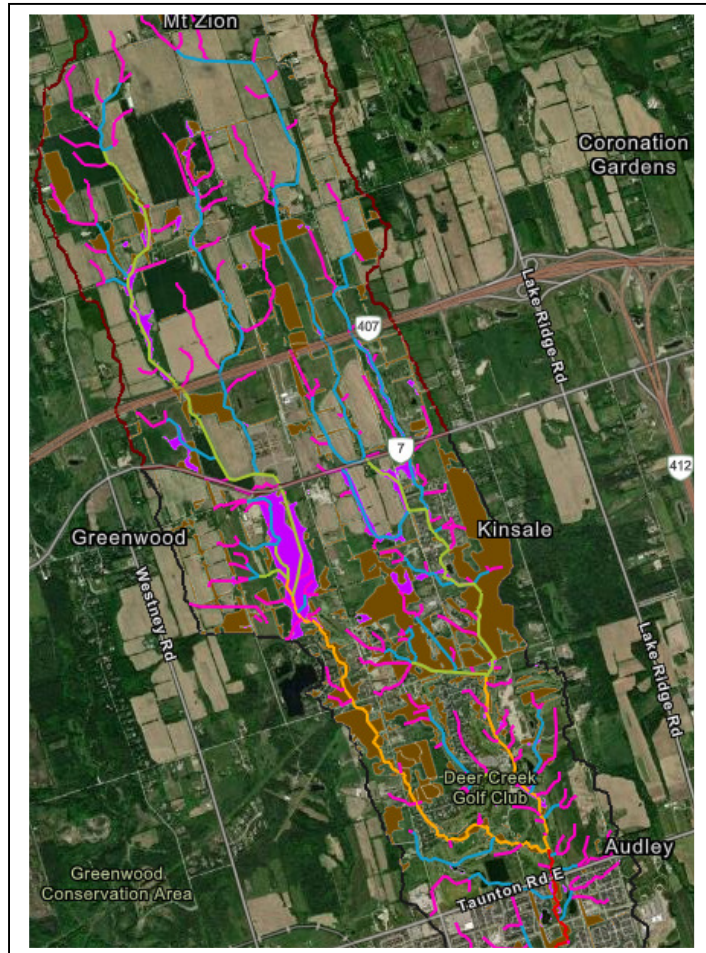 Mt Zion
Coronation
Gardens
Lake Ridge Rd
407
7
412
Greenwood
Kinsale
Westney Rd
Lake Ridge Rd
Deer Creek
Golf Club
Audley
Taunton Rd E
Greenwood
Conservation Area